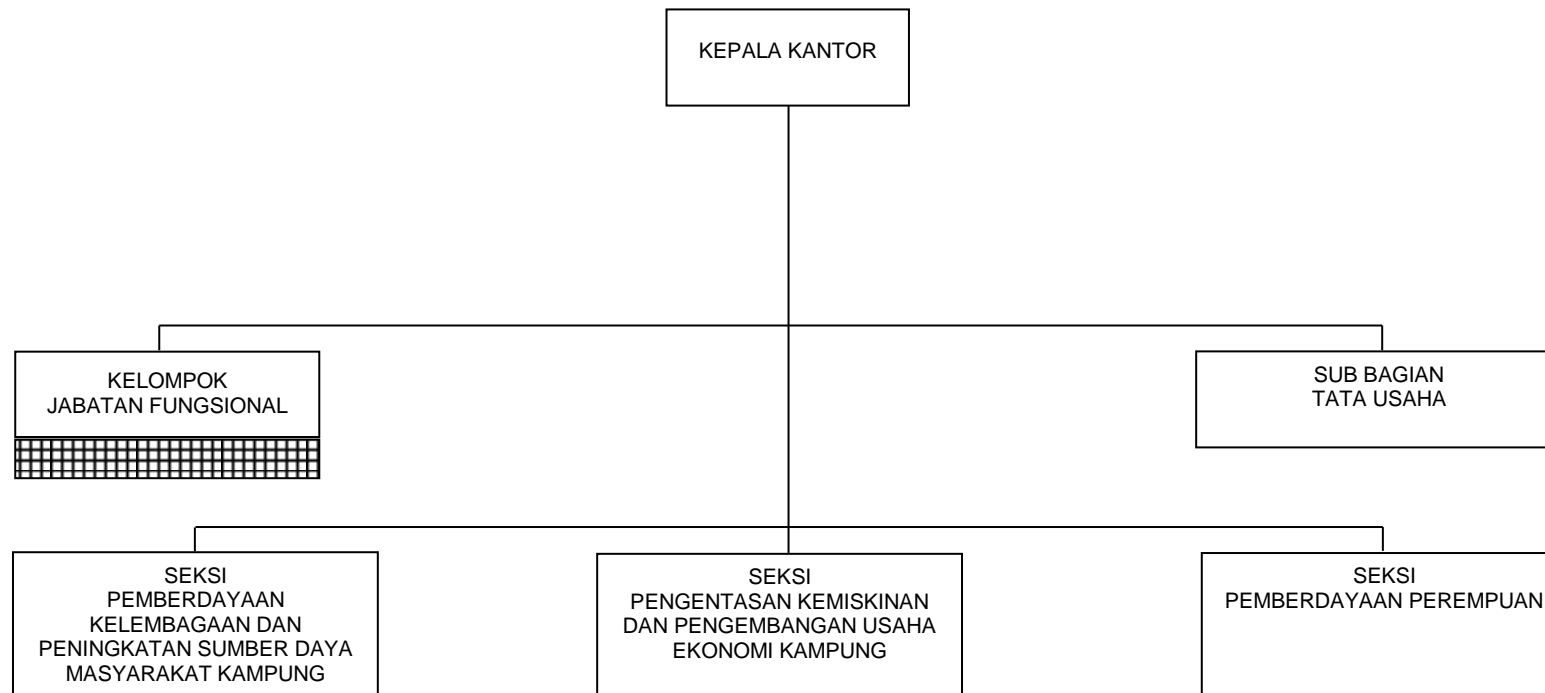 KEPALA KANTOR
KELOMPOK
JABATAN FUNGSIONAL
SUB BAGIAN
TATA USAHA
SEKSI
PEMBERDAYAAN
KELEMBAGAAN DAN
PENINGKATAN SUMBER DAYA
MASYARAKAT KAMPUNG
SEKSI
PENGENTASAN KEMISKINAN
DAN PENGEMBANGAN USAHA
EKONOMI KAMPUNG
SEKSI
PEMBERDAYAAN PEREMPUAN